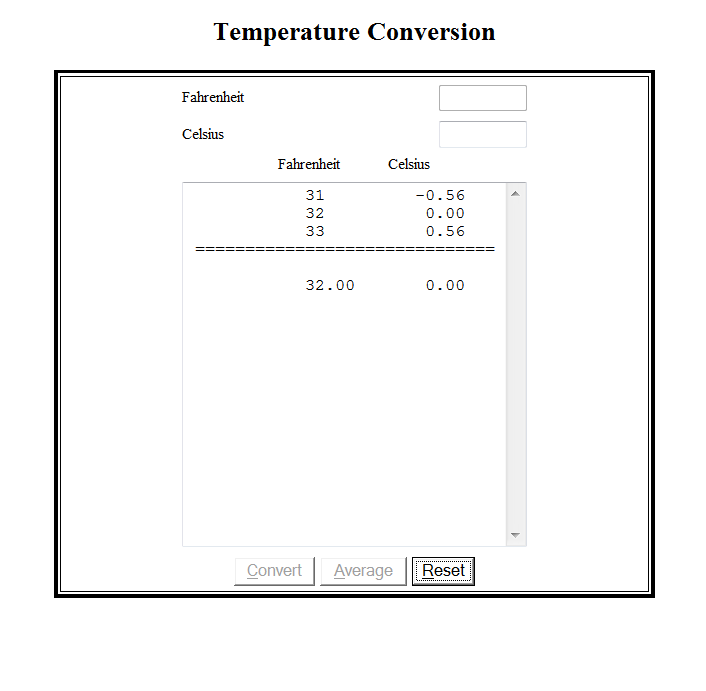 Temperature Conversion
Fahrenheit
Celsius
Fahrenheit Celsius
31 -0.56
32 0.00
33 0.56
==============================
32.00 0.00
Convert Average Reset